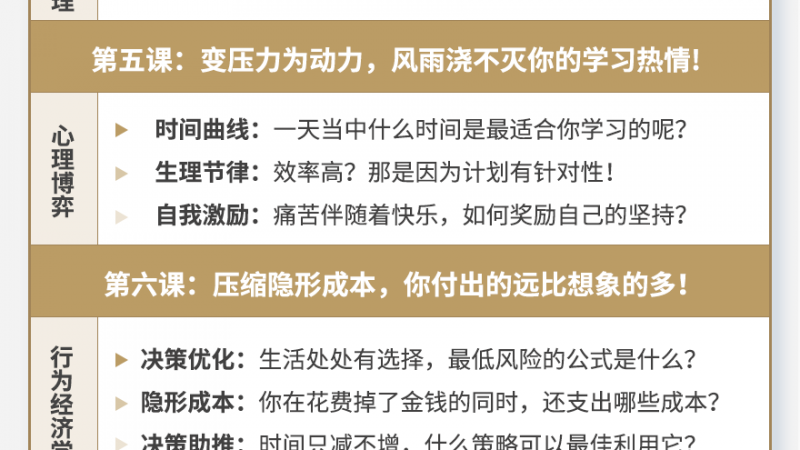 理
第五课：变压力为动力，风雨浇不灭你的学习热情!
心理博弈
时间曲线：一天当中什么时间是最适合你学习的呢？
生理节律：效率高？那是因为计划有针对性！
自我激励：痛苦伴随着快乐，如何奖励自己的坚持？
第六课：压缩隐形成本，你付出的远比想象的多！
行为经济学
决策优化：生活处处有选择，最低风险的公式是什么？
隐形成本：你在花费掉了金钱的同时，还支出哪些成本？
决策助推：时间只减不增，什么策略可以最佳利用它？